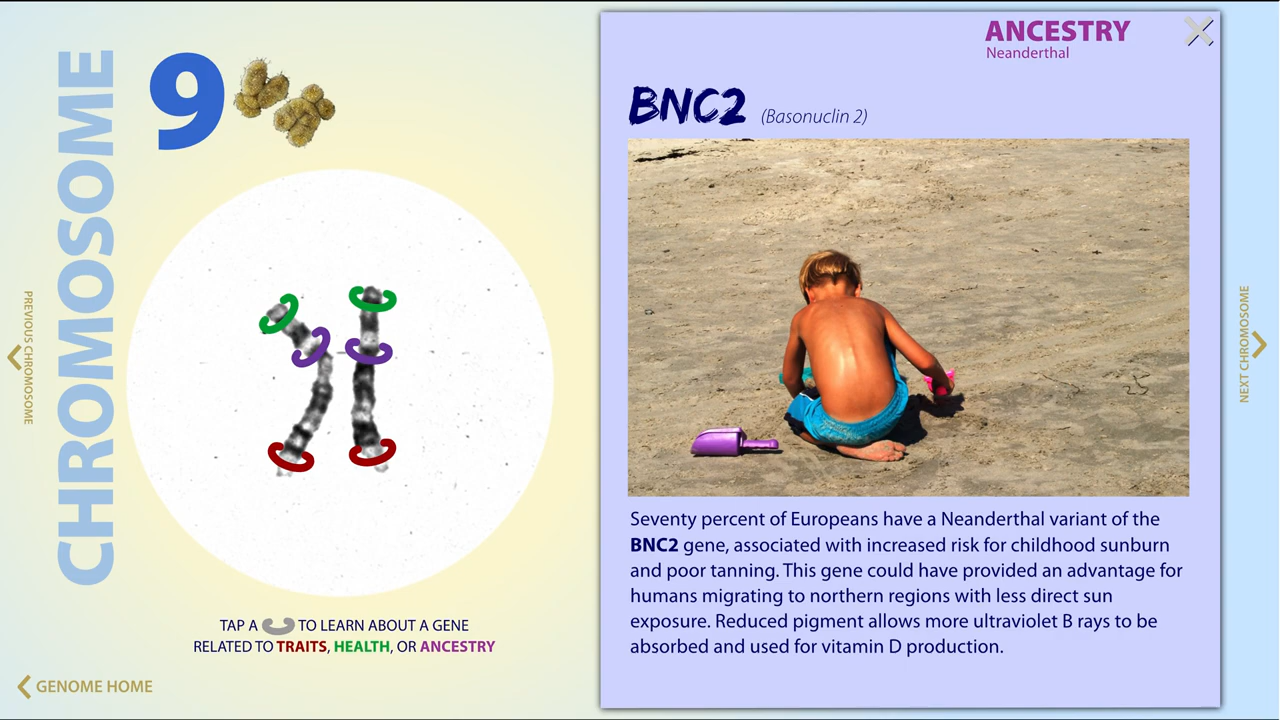 CHROMOSOME
9
PREVIOUS CHROMOSOME
TAP A TO LEARN ABOUT A GENE
RELATED TO TRAITS, HEALTH, OR ANCESTRY
GENOME HOME
ANCESTRY
Neanderthal
BNC2 (Basonuclin 2)
Seventy percent of Europeans have a Neanderthal variant of the
BNC2 gene, associated with increased risk for childhood sunburn
and poor tanning. This gene could have provided an advantage for
humans migrating to northern regions with less direct sun
exposure. Reduced pigment allows more ultraviolet B rays to be
absorbed and used for vitamin D production.
NEXT CHROMOSOME